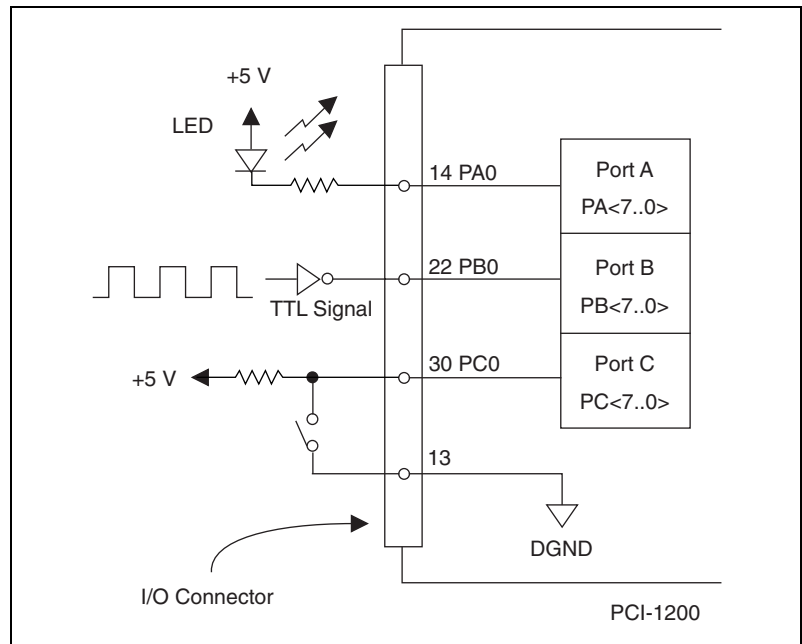 +5 V
LED
14 PA0
Port A
PA<7..0>
22 PB0
Port B
PB<7..0>
TTL Signal
30 PC0
Port C
PC<7..0>
+5 V
13
DGND
I/O Connector
PCI-1200